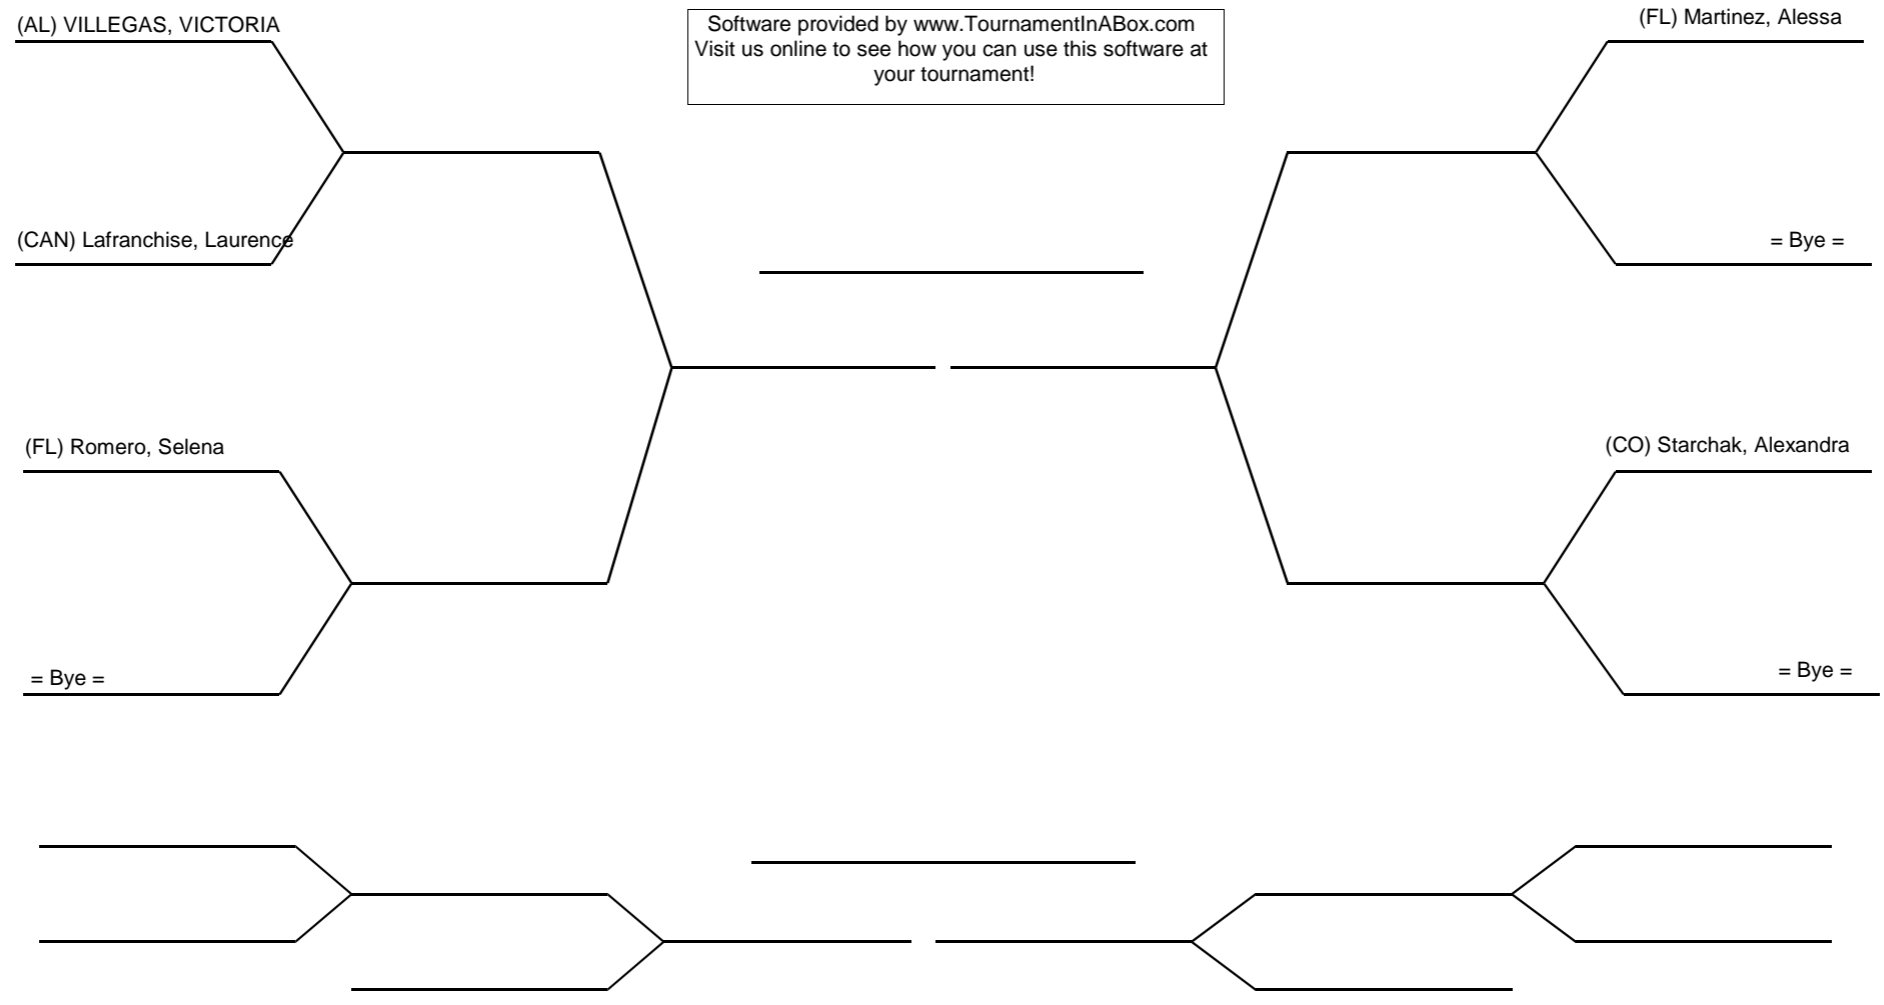 (AL) VILLEGAS, VICTORIA
Software provided by www.TournamentInABox.com
Visit us online to see how you can use this software at
your tournament!
(FL) Martinez, Alessa
(CAN) Lafranchise, Laurence
= Bye =
(FL) Romero, Selena
(CO) Starchak, Alexandra
= Bye =
= Bye =